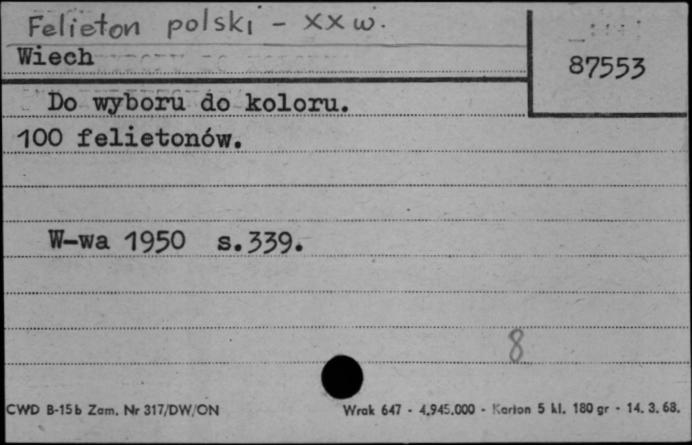 Felieton polski - XX w.
Wiech
87553
Do wyboru do koloru.
100 felietonów.
W-wa 1950 s.339.
8
CWD B-15b Zam. Nr 317/DW/ON
Wrak 647 - 4.945.000 - Karton 5 kl. 180 gr - 14. 3. 68.